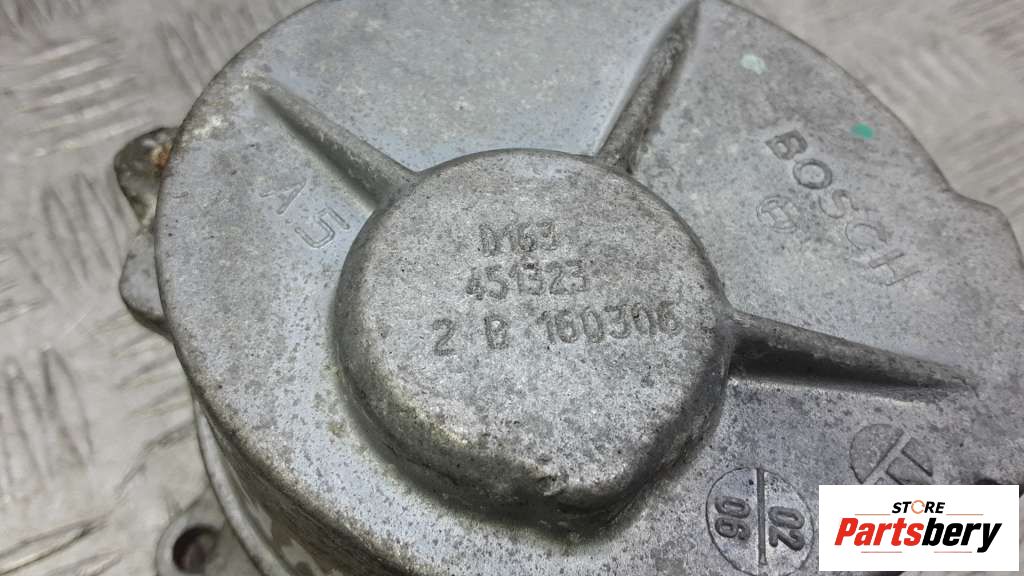 A5
BOSCH
D163
451323
2 B 160306
02
06
STORE
Partsbery